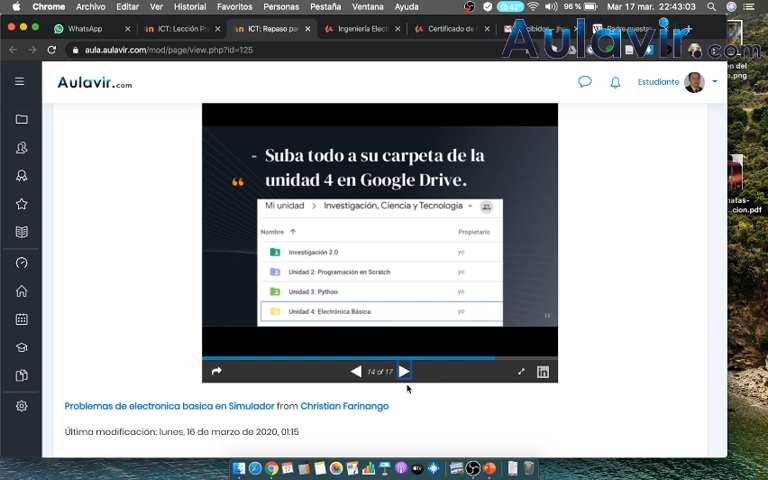 Chrome Archivo Editar Ver Historial Favoritos Personas Pestaña Ventana Ayuda
42° 96 % Mar 17 mar. 22:43:03
WhatsApp
ICT: Lección P
ICT: Repaso pa
Ingeniería Elect
Certificado de
aula.aulavir.com/mod/page/view.php?id=125
Aulavir.com
Aulavir.com
Estudiante
- Suba todo a su carpeta de la
unidad 4 en Google Drive.
Mi unidad > Investigación, Ciencia y Tecnología
Nombre ↑ Propietario
Investigación 2.0 yo
Unidad 2: Programación en Scratch yo
Unidad 3: Python yo
Unidad 4: Electrónica Básica yo
14
14 of 17
Problemas de electronica basica en Simulador from Christian Farinango
Última modificación: lunes, 16 de marzo de 2020, 01:15